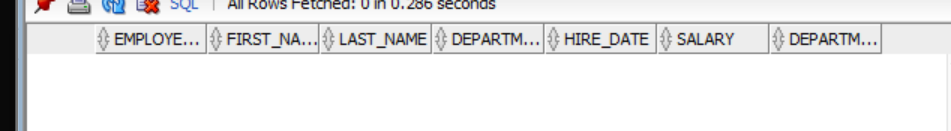 SQL | All Rows Fetched: 0 in 0.286 seconds
EMPLOYE... FIRST_NA... LAST_NAME DEPARTM... HIRE_DATE SALARY DEPARTM...